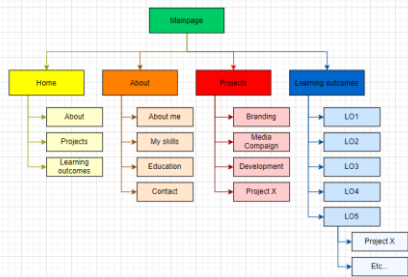 Mainpage
Home
About
Projects
Learning outcomes
About
Projects
Learning
outcomes
About me
My skills
Education
Contact
Branding
Media
Compaign
Development
Project X
LO1
LO2
LO3
LO4
LO5
Project X
Etc...